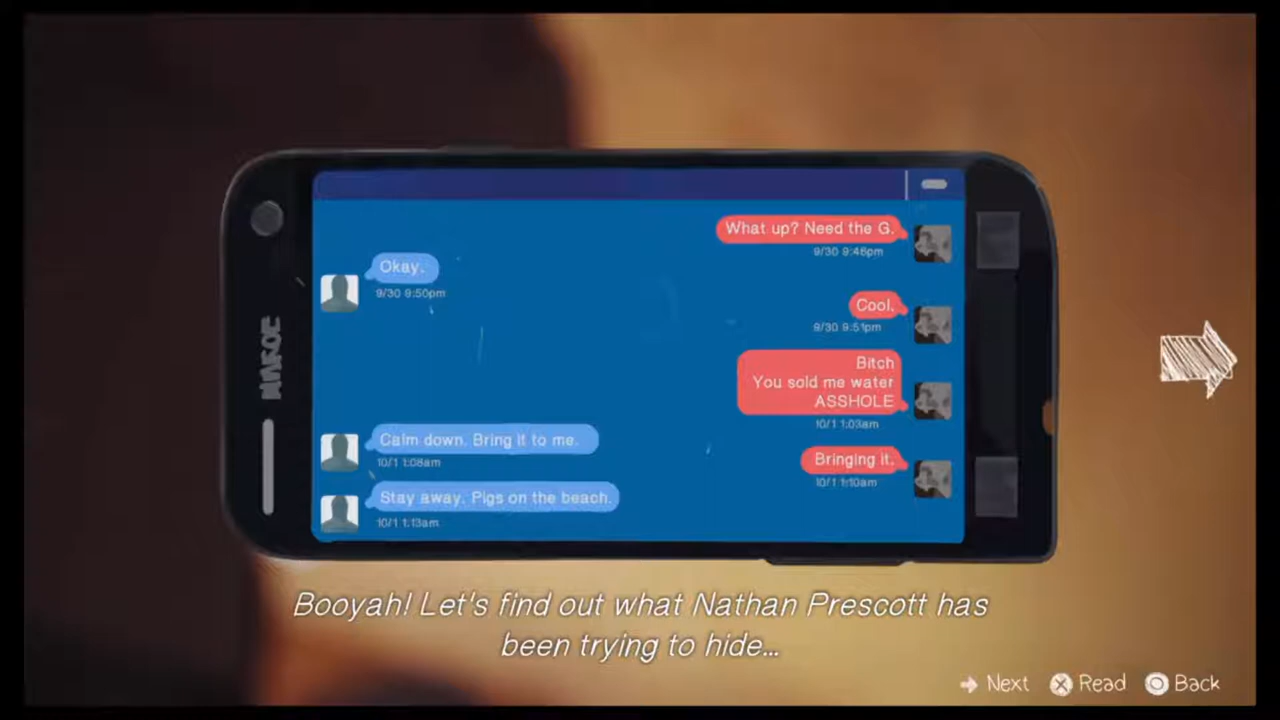 What up? Need the G.
9/30 9:46pm
Okay.
9/30 9:50pm
Cool.
9/30 9:51pm
Bitch
You sold me water
ASSHOLE
10/1 1:03am
Calm down. Bring it to me.
10/1 1:08am
Bringing it.
10/1 1:10am
Stay away. Pigs on the beach.
10/1 1:13am
Booyah! Let's find out what Nathan Prescott has
been trying to hide...
Next
Read
Back